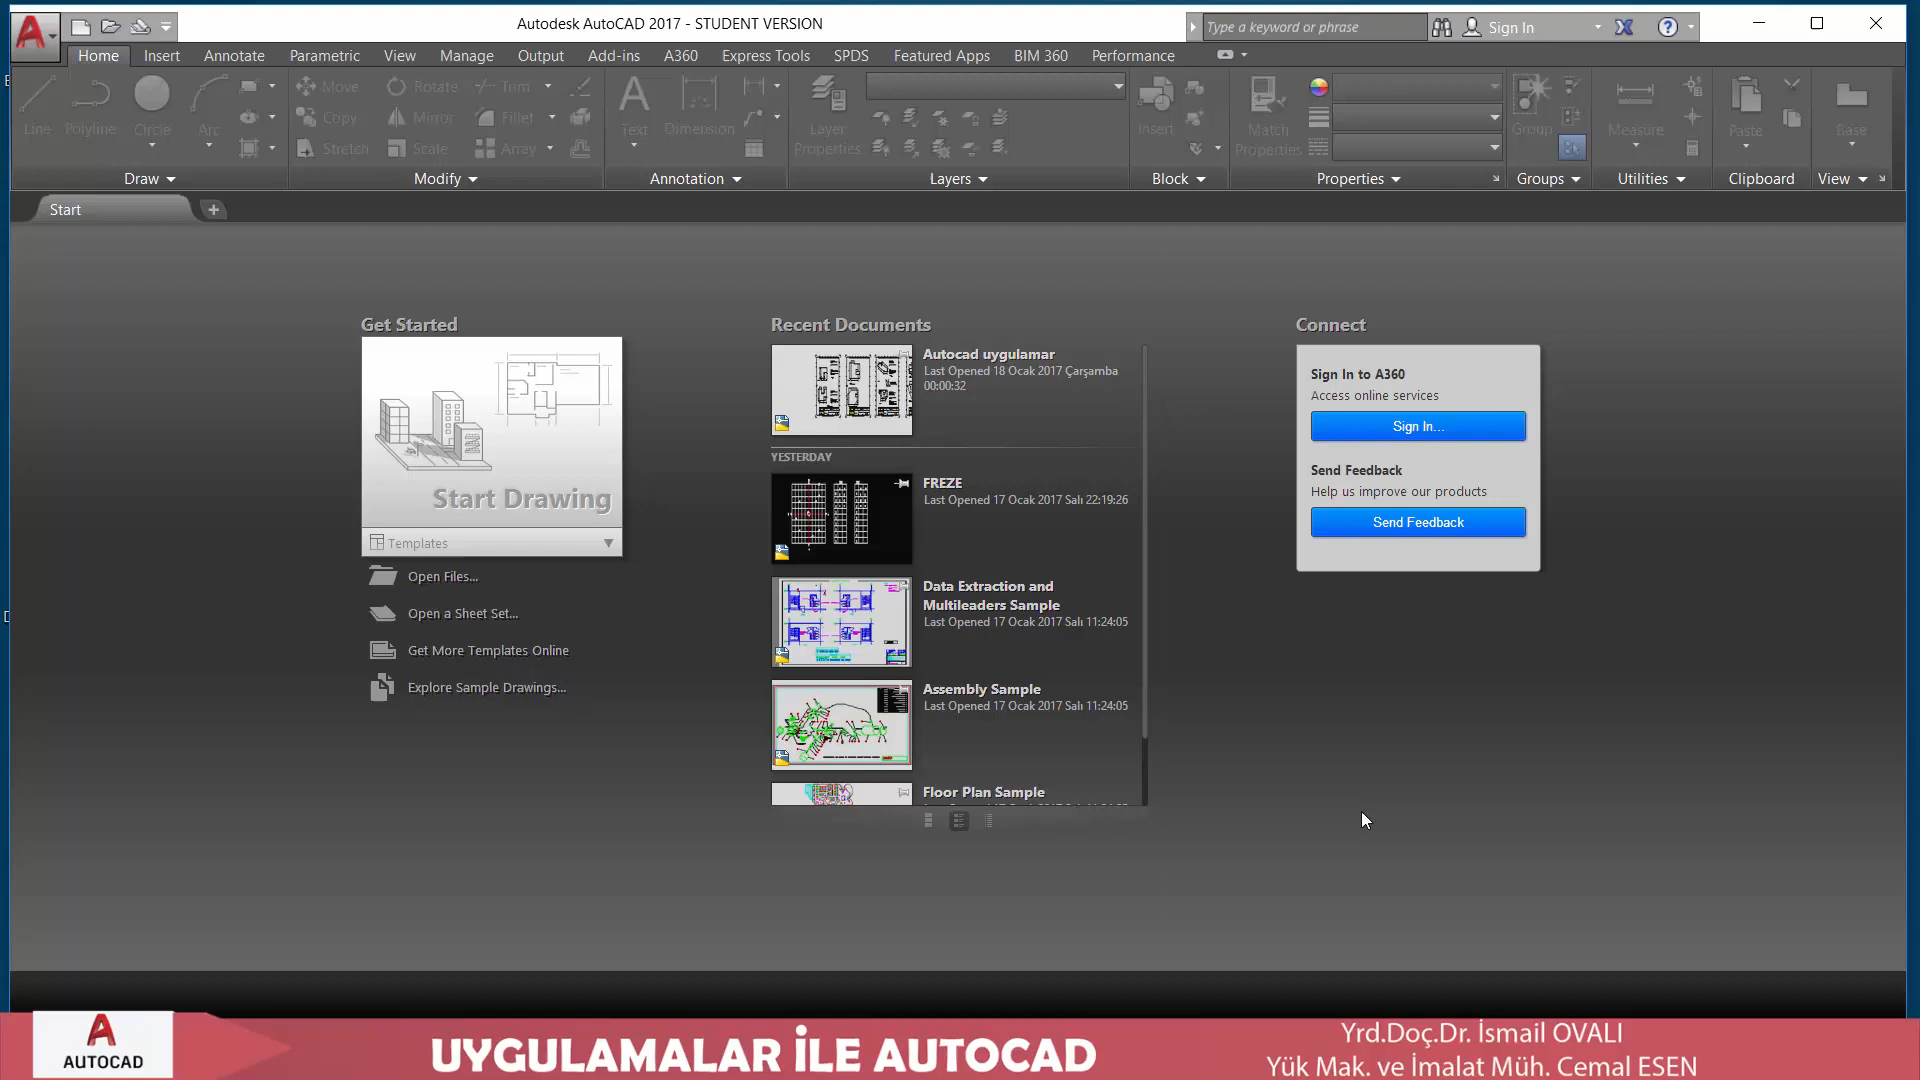 Autodesk AutoCAD 2017 - STUDENT VERSION
Type a keyword or phrase
Sign In
Home Insert Annotate Parametric View Manage Output Add-ins A360 Express Tools SPDS Featured Apps BIM 360 Performance
Line Polyline Circle Arc
Move Rotate Trim
Copy Mirror Fillet
Stretch Scale Array
Text Dimension
Layer Properties
Insert
Match Properties
Group
Measure
Paste
Base
Draw Modify Annotation Layers Block Properties Groups Utilities Clipboard View
Start
Get Started
Start Drawing
Templates
Open Files...
Open a Sheet Set...
Get More Templates Online
Explore Sample Drawings...
Recent Documents
Autocad uygulamar
Last Opened 18 Ocak 2017 Çarşamba
00:00:32
YESTERDAY
FREZE
Last Opened 17 Ocak 2017 Salı 22:19:26
Data Extraction and
Multileaders Sample
Last Opened 17 Ocak 2017 Salı 11:24:05
Assembly Sample
Last Opened 17 Ocak 2017 Salı 11:24:05
Floor Plan Sample
Connect
Sign In to A360
Access online services
Sign In...
Send Feedback
Help us improve our products
Send Feedback
AUTOCAD
UYGULAMALAR İLE AUTOCAD
Yrd.Doç.Dr. İsmail OVALI
Yük Mak. ve İmalat Müh. Cemal ESEN